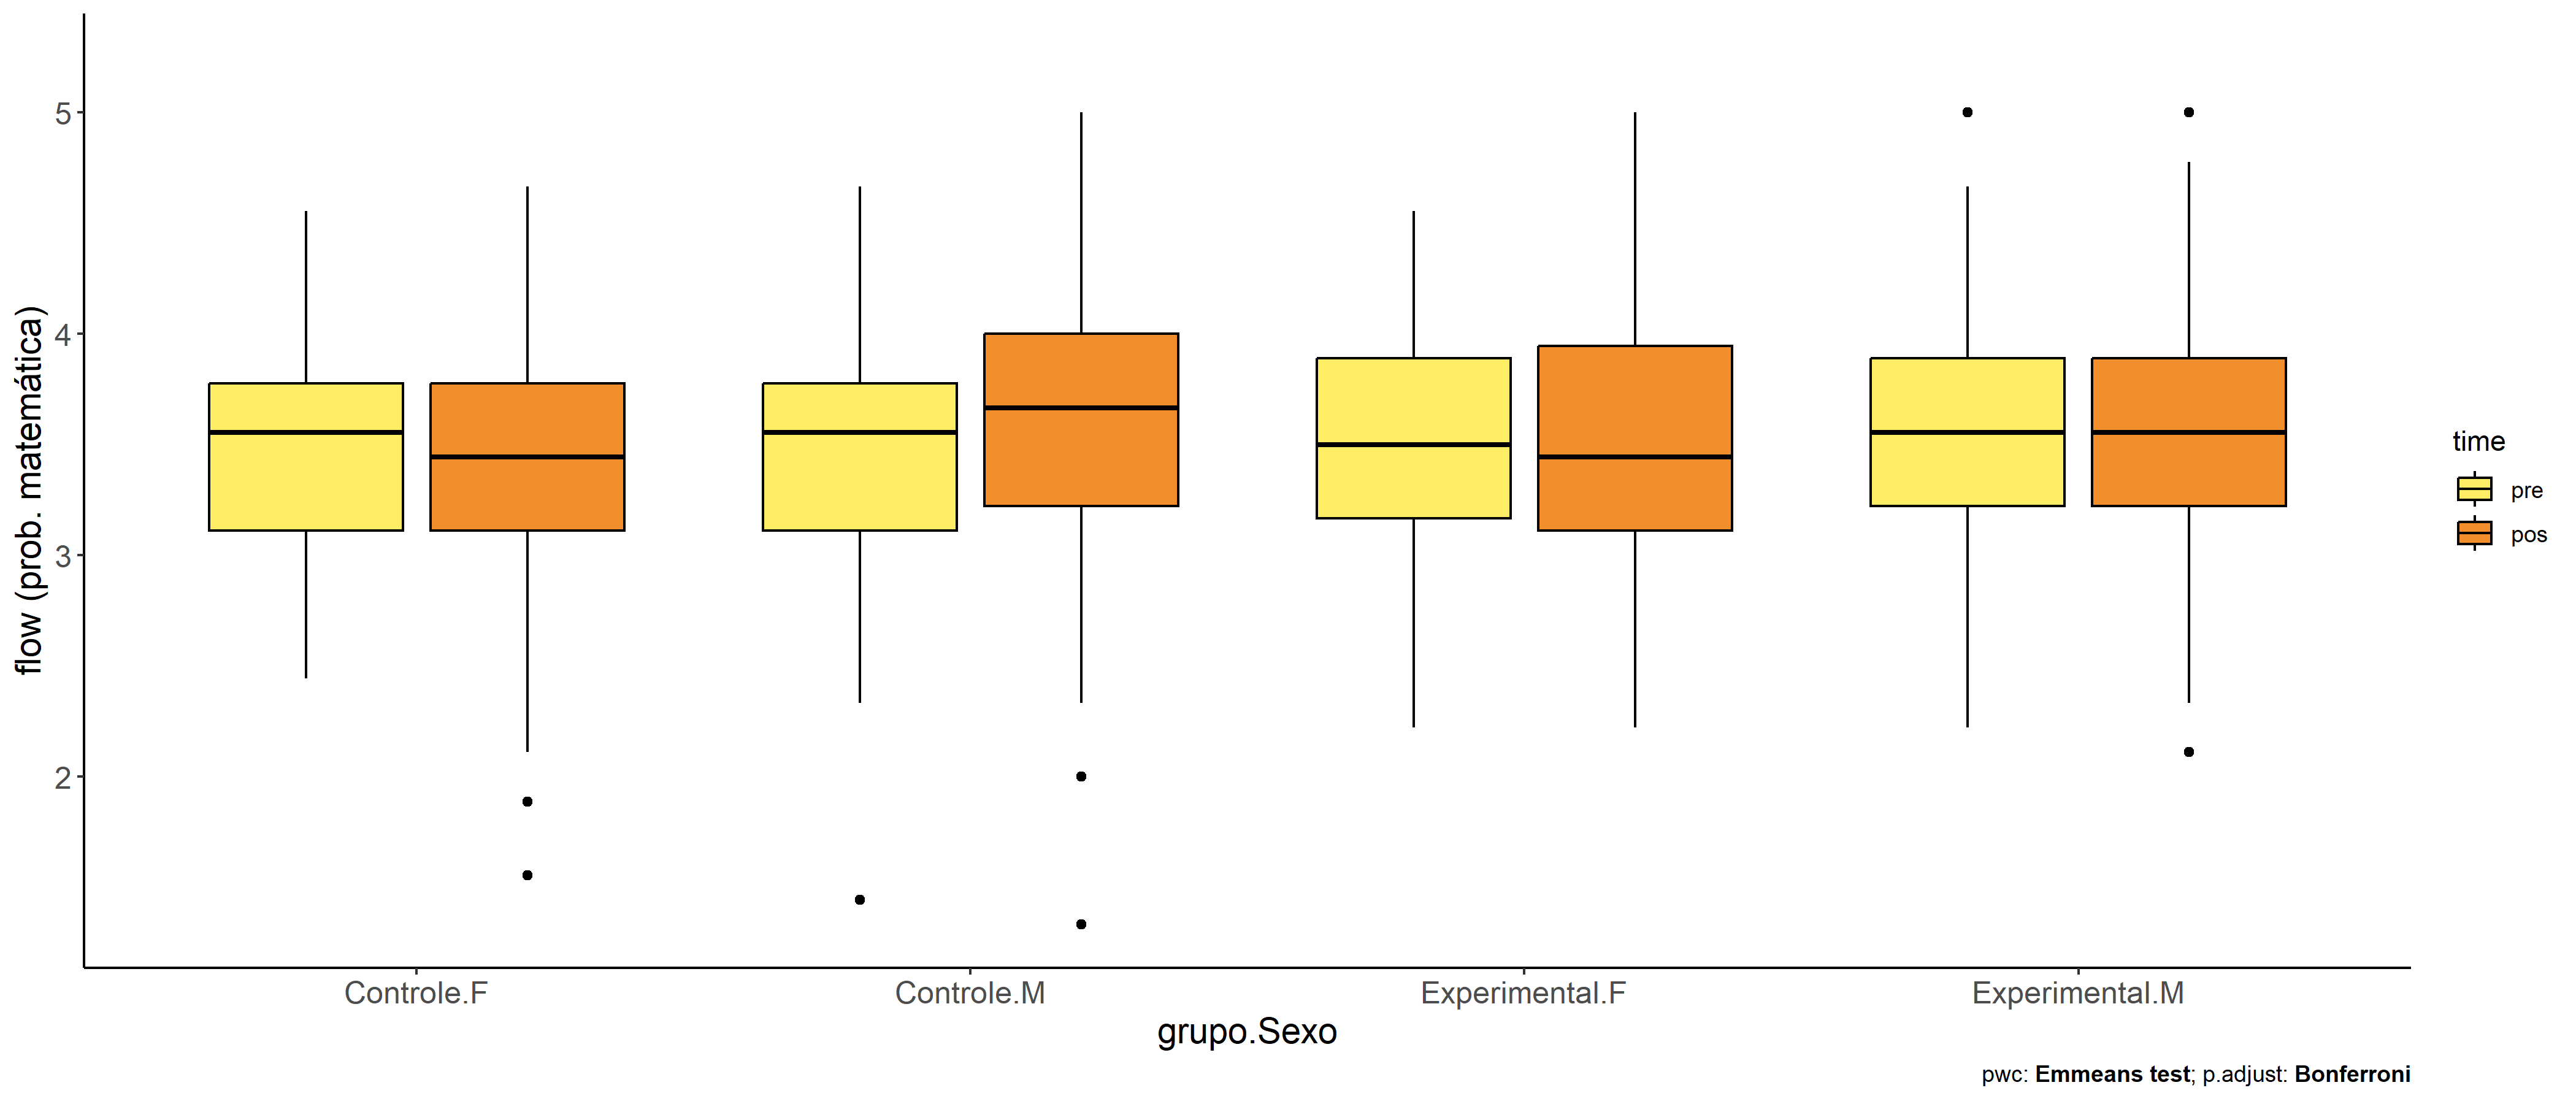 flow (prob. matemática)
5
4
3
2
Controle.F
Controle.M
Experimental.F
Experimental.M
grupo.Sexo
time
pre
pos
pwc: Emmeans test; p.adjust: Bonferroni